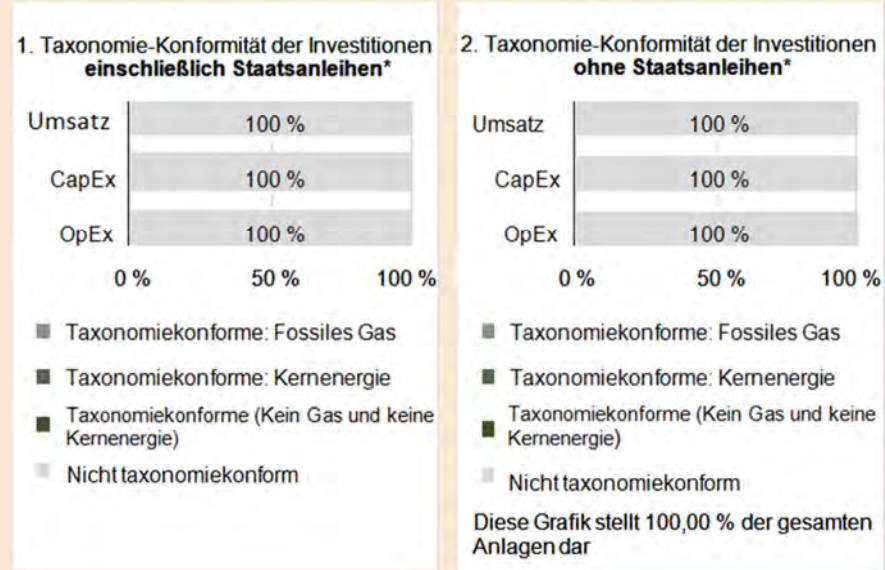 1. Taxonomie-Konformität der Investitionen
einschließlich Staatsanleihen*
Umsatz 100 %
CapEx 100 %
OpEx 100 %
0 % 50 % 100 %
Taxonomiekonforme: Fossiles Gas
Taxonomiekonforme: Kernenergie
Taxonomiekonforme (Kein Gas und keine
Kernenergie)
Nicht taxonomiekonform
2. Taxonomie-Konformität der Investitionen
ohne Staatsanleihen*
Umsatz 100 %
CapEx 100 %
OpEx 100 %
0 % 50 % 100 %
Taxonomiekonforme: Fossiles Gas
Taxonomiekonforme: Kernenergie
Taxonomiekonforme (Kein Gas und keine
Kernenergie)
Nicht taxonomiekonform
Diese Grafik stellt 100,00 % der gesamten
Anlagen dar